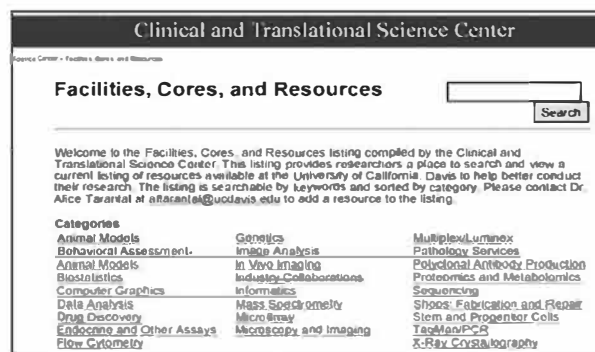 Clinical and Translational Science Center
Science Center > Facilities, Cores, and Resources
Facilities, Cores, and Resources
Search
Welcome to the Facilities, Cores, and Resources listing compiled by the Clinical and
Translational Science Center. This listing provides researchers a place to search and view a
current listing of resources available at the University of California, Davis to help better conduct
their research. The listing is searchable by keywords and sorted by category. Please contact Dr.
Alice Tarantal at aftarantal@ucdavis.edu to add a resource to the listing.
Categories
Animal Models
Behavioral Assessment-
Animal Models
Biostatistics
Computer Graphics
Data Analysis
Drug Discovery
Endocrine and Other Assays
Flow Cytometry
Genetics
Image Analysis
In Vivo Imaging
Industry Collaborations
Informatics
Mass Spectrometry
MicroArray
Microscopy and Imaging
Multiplex/Luminex
Pathology Services
Polyclonal Antibody Production
Proteomics and Metabolomics
Sequencing
Shops: Fabrication and Repair
Stem and Progenitor Cells
TaqMan/PCR
X-Ray Crystallography